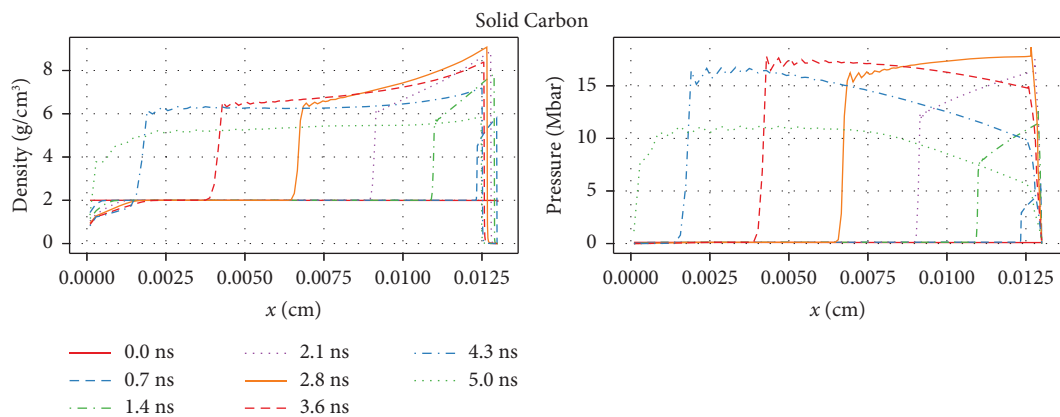 Solid Carbon
Density (g/cm³)
8
6
4
2
0
0.0000 0.0025 0.0050 0.0075 0.0100 0.0125
x (cm)
Pressure (Mbar)
15
10
5
0
0.0000 0.0025 0.0050 0.0075 0.0100 0.0125
x (cm)
0.0 ns 2.1 ns 4.3 ns
0.7 ns 2.8 ns 5.0 ns
1.4 ns 3.6 ns